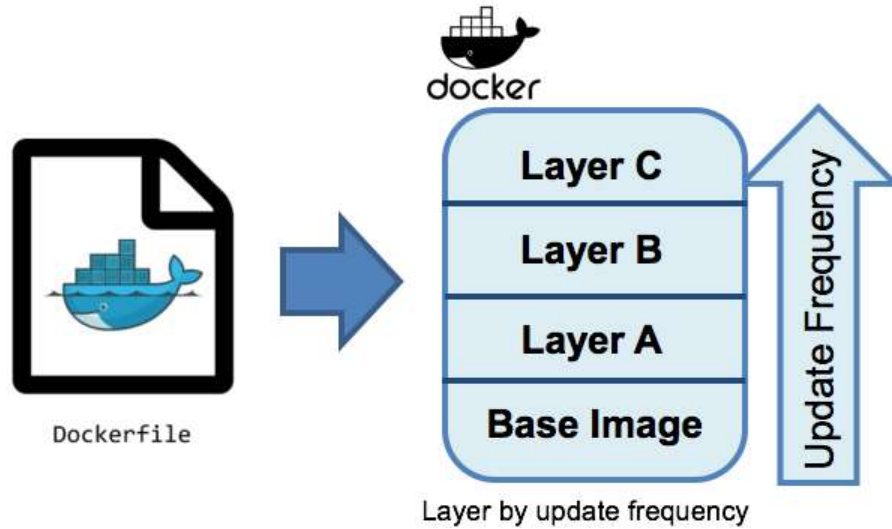 docker
Layer C
Layer B
Layer A
Base Image
Update Frequency
Dockerfile
Layer by update frequency